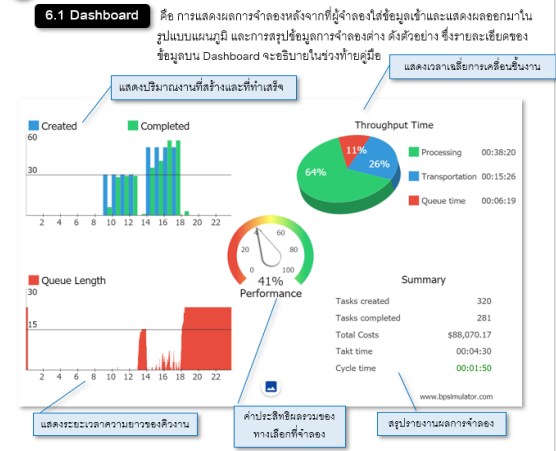 6.1 Dashboard คือ การแสดงผลการจำลองหลังจากที่ผู้จำลองใส่ข้อมูลเข้าและแสดงผลออกมาใน
รูปแบบแผนภูมิ และการสรุปข้อมูลการจำลองต่าง ดังตัวอย่าง ซึ่งรายละเอียดของ
ข้อมูลบน Dashboard จะอธิบายในช่วงท้ายคู่มือ
แสดงเวลาเฉลี่ยการเคลื่อนชิ้นงาน
แสดงปริมาณงานที่สร้างและที่ทำเสร็จ
Created Completed
60
30
2 4 6 8 10 12 14 16 18 20 22
Throughput Time
11%
26%
64%
Processing 00:38:20
Transportation 00:15:26
Queue time 00:06:19
0 20 4 60 80 100
41%
Performance
Queue Length
30
15
2 4 6 8 10 12 14 16 18 20 22
Summary
Tasks created 320
Tasks completed 281
Total Costs $88,070.17
Takt time 00:04:30
Cycle time 00:01:50
www.bpsimulator.com
แสดงระยะเวลาความยาวของคิวงาน
ค่าประสิทธิผลรวมของ
ทางเลือกที่จำลอง
สรุปรายงานผลการจำลอง